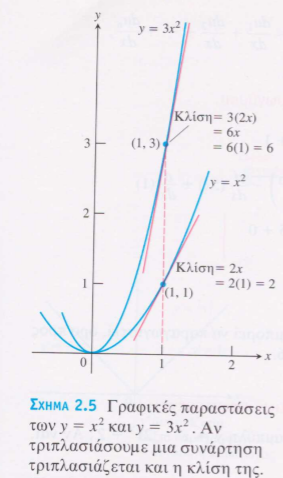 y
y = 3x²
Κλίση = 3(2x)
= 6x
= 6(1) = 6
3
(1, 3)
y = x²
2
Κλίση = 2x
= 2(1) = 2
1
(1, 1)
0
1
2
x
ΣΧΗΜΑ 2.5 Γραφικές παραστάσεις
των y = x² και y = 3x². Αν
τριπλασιάσουμε μια συνάρτηση
τριπλασιάζεται και η κλίση της.